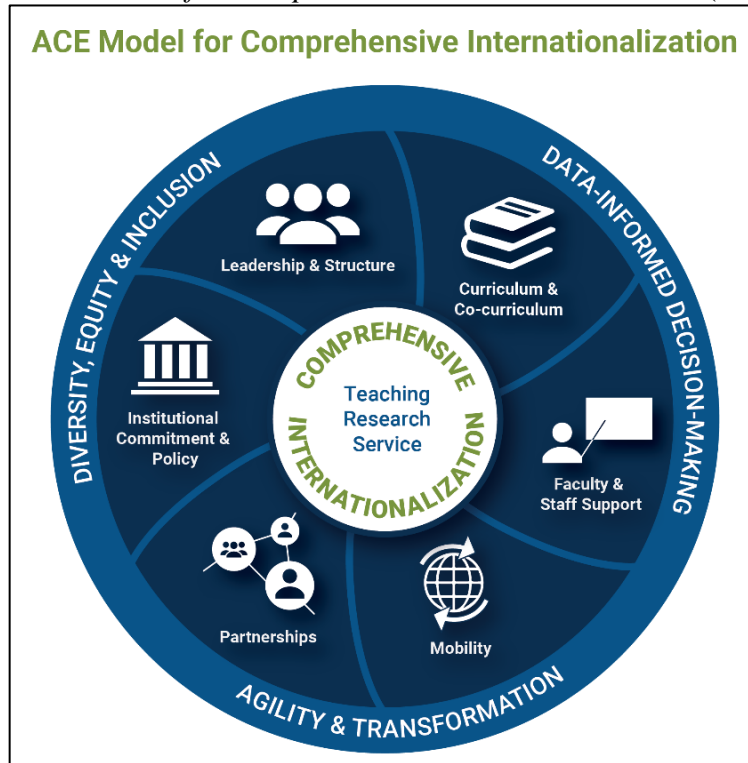 ACE Model for Comprehensive Internationalization
DIVERSITY, EQUITY & INCLUSION
DATA-INFORMED DECISION-MAKING
AGILITY & TRANSFORMATION
Leadership & Structure
Curriculum &
Co-curriculum
Institutional
Commitment &
Policy
COMPREHENSIVE
Teaching
Research
Service
INTERNATIONALIZATION
Faculty &
Staff Support
Partnerships
Mobility